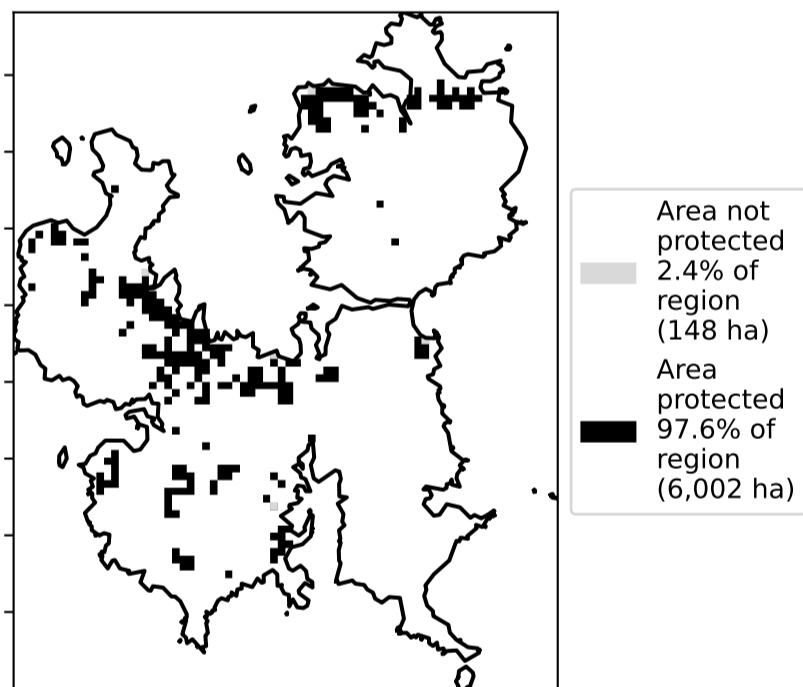 Area not
protected
2.4% of
region
(148 ha)
Area
protected
97.6% of
region
(6,002 ha)